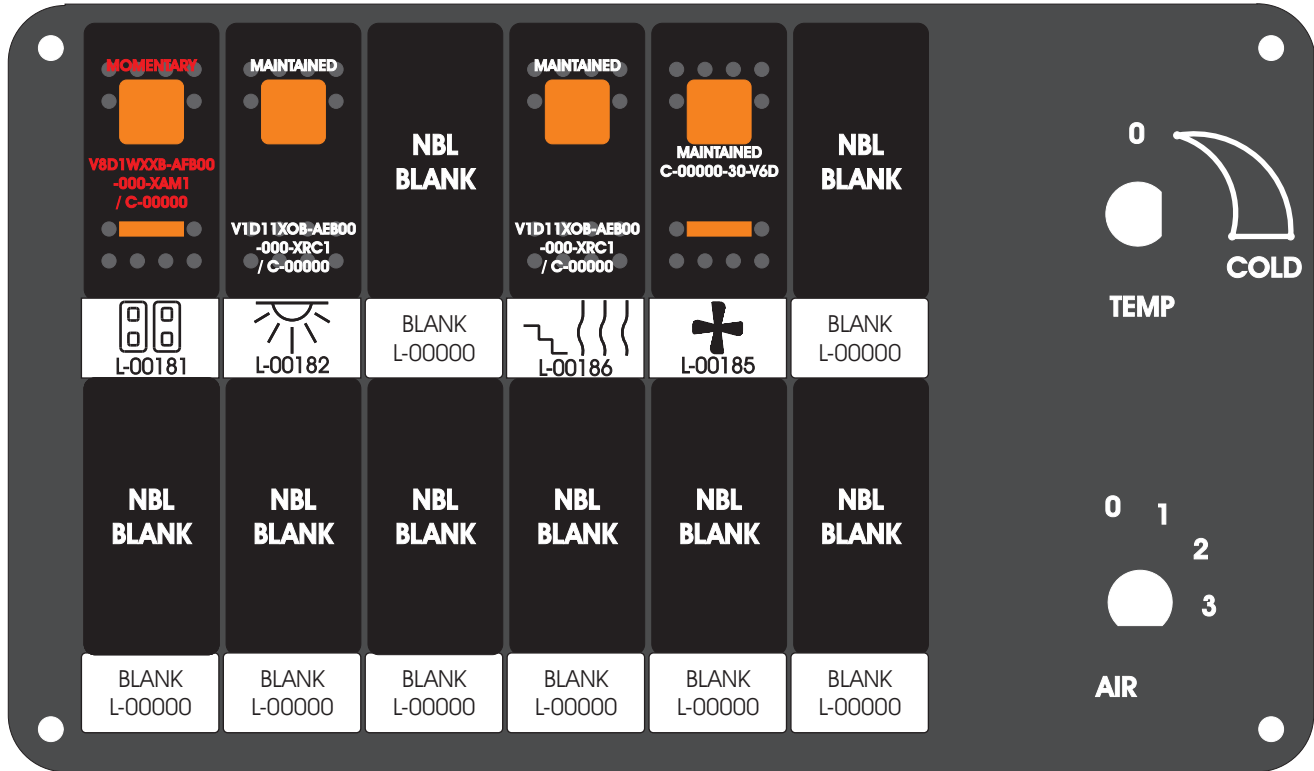 MOMENTARY
V8D1WXXB-AFB00
-000-XAM1
/ C-00000
MAINTAINED
V1D11XOB-AEB00
-000-XRC1
/ C-00000
NBL
BLANK
MAINTAINED
V1D11XOB-AEB00
-000-XRC1
/ C-00000
MAINTAINED
C-00000-30-V6D
NBL
BLANK
L-00181
L-00182
BLANK
L-00000
L-00186
L-00185
BLANK
L-00000
NBL
BLANK
NBL
BLANK
NBL
BLANK
NBL
BLANK
NBL
BLANK
NBL
BLANK
BLANK
L-00000
BLANK
L-00000
BLANK
L-00000
BLANK
L-00000
BLANK
L-00000
BLANK
L-00000
0
COLD
TEMP
0
1
2
3
AIR